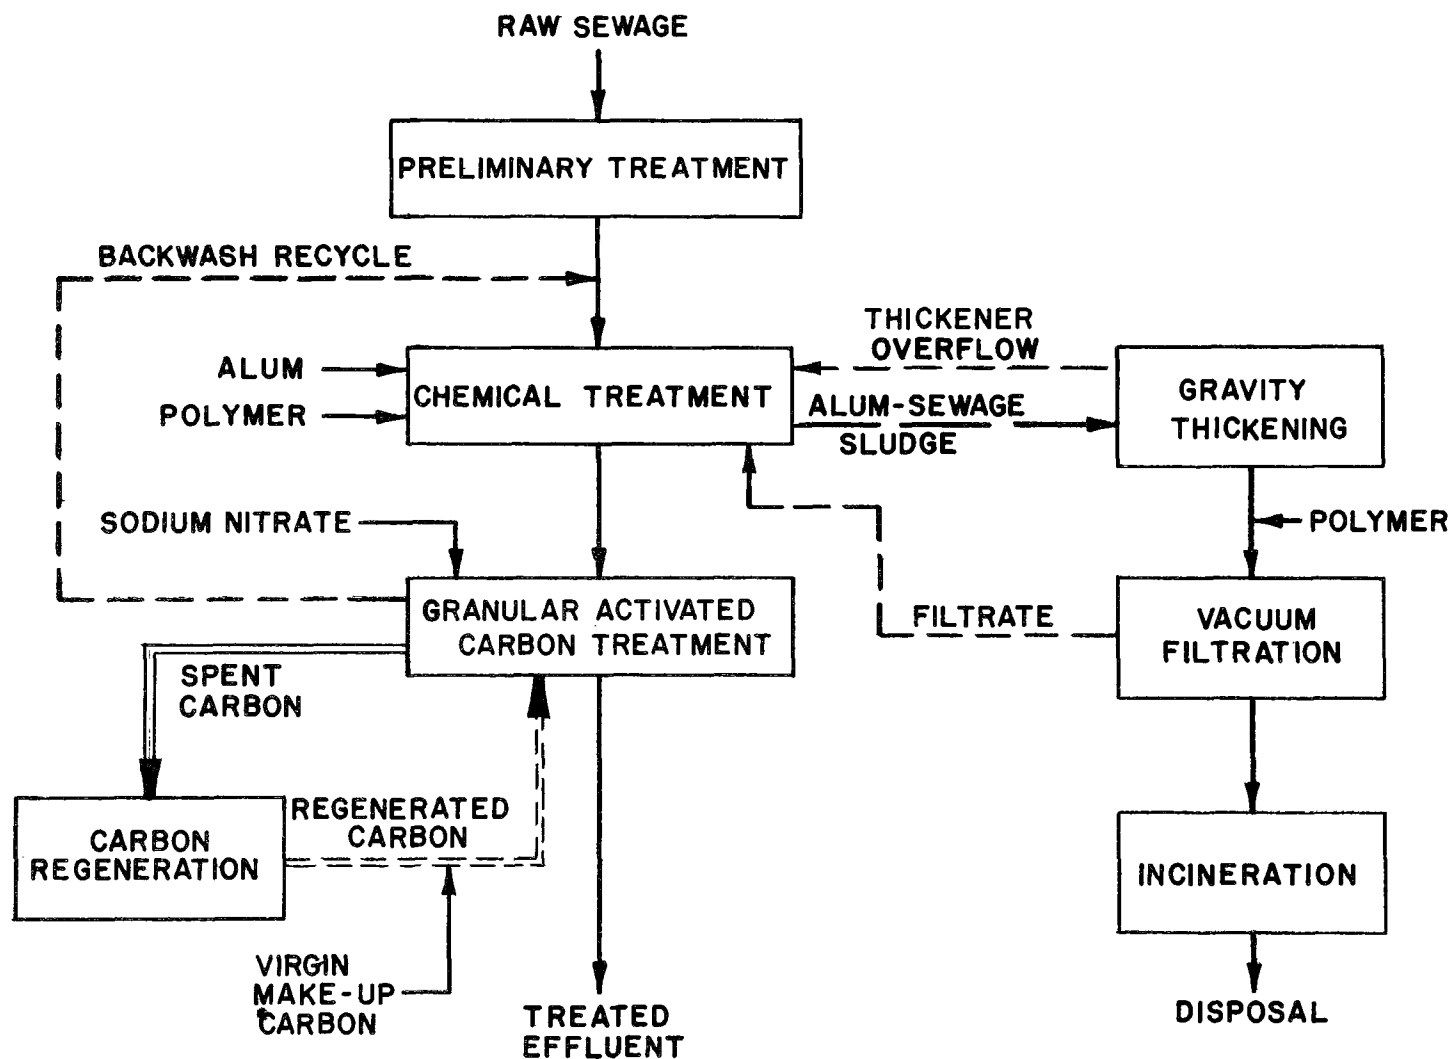 RAW SEWAGE
PRELIMINARY TREATMENT
BACKWASH RECYCLE
THICKENER
OVERFLOW
ALUM
POLYMER
CHEMICAL TREATMENT
ALUM-SEWAGE
SLUDGE
GRAVITY
THICKENING
SODIUM NITRATE
POLYMER
GRANULAR ACTIVATED
CARBON TREATMENT
FILTRATE
VACUUM
FILTRATION
SPENT
CARBON
CARBON
REGENERATION
REGENERATED
CARBON
INCINERATION
VIRGIN
MAKE-UP
CARBON
TREATED
EFFLUENT
DISPOSAL